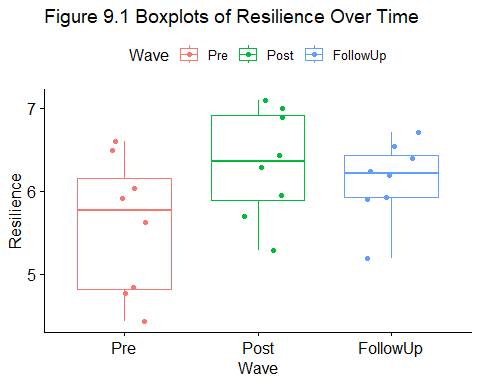 Figure 9.1 Boxplots of Resilience Over Time
Wave Pre Post FollowUp
Resilience
7
6
5
Pre Post FollowUp
Wave